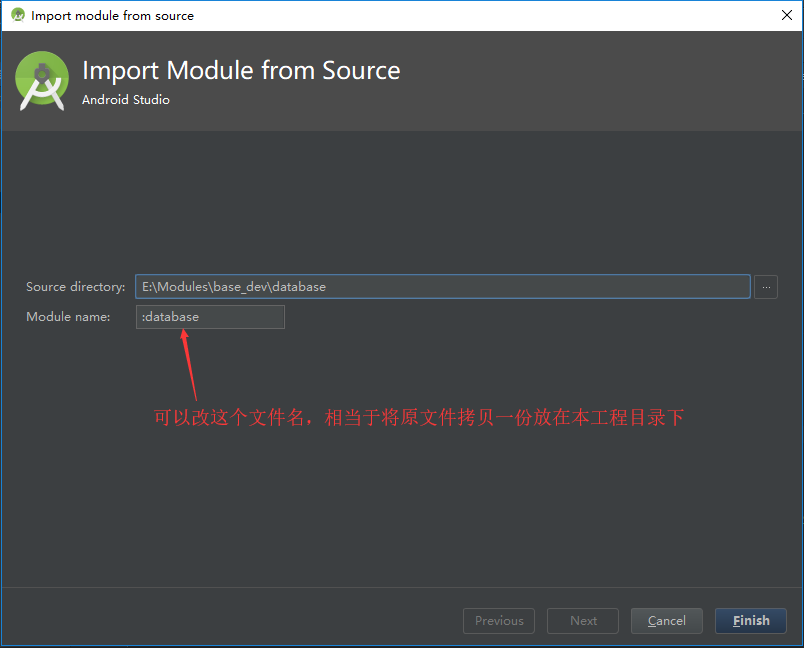 Import module from source
Import Module from Source
Android Studio
Source directory: E:\Modules\base_dev\database ...
Module name: :database
可以改这个文件名，相当于将原文件拷贝一份放在本工程目录下
Previous Next Cancel Finish